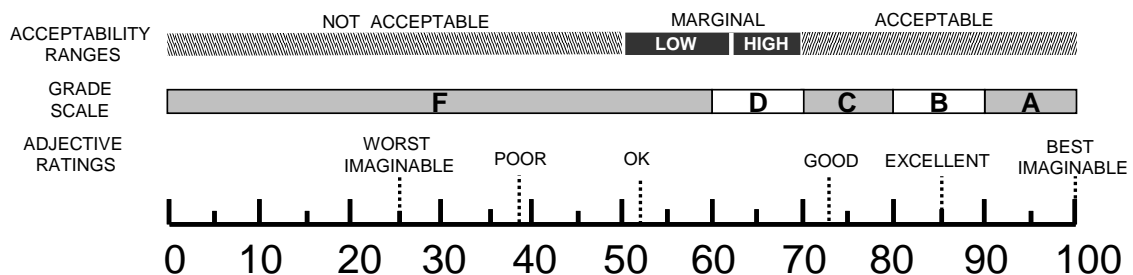 NOT ACCEPTABLE MARGINAL ACCEPTABLE
ACCEPTABILITY
RANGES
LOW HIGH
GRADE
SCALE
F D C B A
ADJECTIVE
RATINGS
WORST
IMAGINABLE
POOR OK GOOD EXCELLENT
BEST
IMAGINABLE
0 10 20 30 40 50 60 70 80 90 100